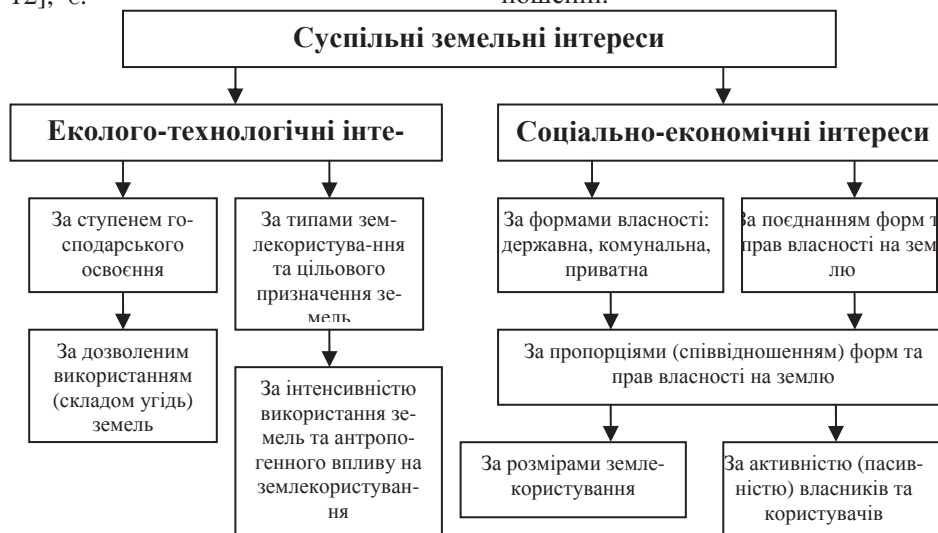 12], с.
ношенні.
Суспільні земельні інтереси
Еколого-технологічні інте-
Соціально-економічні інтереси
За ступенем го-
сподарського
освоєння
За типами зем-
лекористува-ння
та цільового
призначення зе-
мель
За формами власності:
державна, комунальна,
приватна
За поєднанням форм т
прав власності на зем
лю
За дозволеним
використанням
(складом угідь)
земель
За інтенсивністю
використання зе-
мель та антропо-
генного впливу на
землекористуван-
ня
За пропорціями (співвідношенням) форм та
прав власності на землю
За розмірами земле-
користування
За активністю (пасив-
ністю) власників та
користувачів